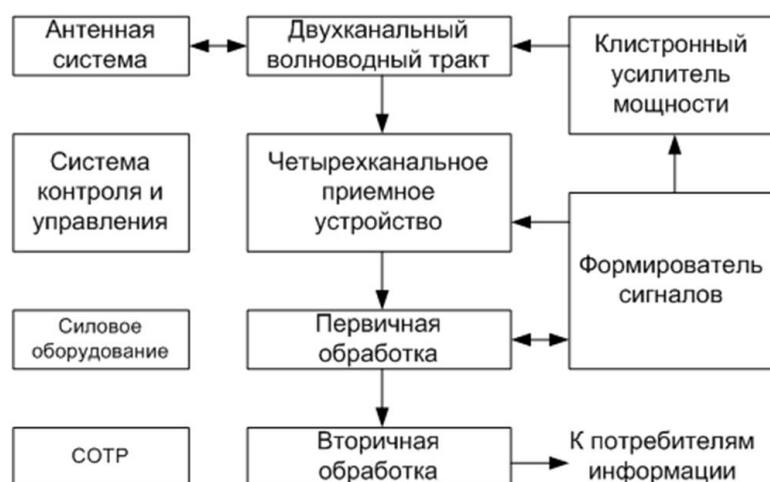 Антенная
система
Двухканальный
волноводный тракт
Клистронный
усилитель
мощности
Система
контроля и
управления
Четырехканальное
приемное
устройство
Формирователь
сигналов
Силовое
оборудование
Первичная
обработка
СОТР
Вторичная
обработка
К потребителям
информации